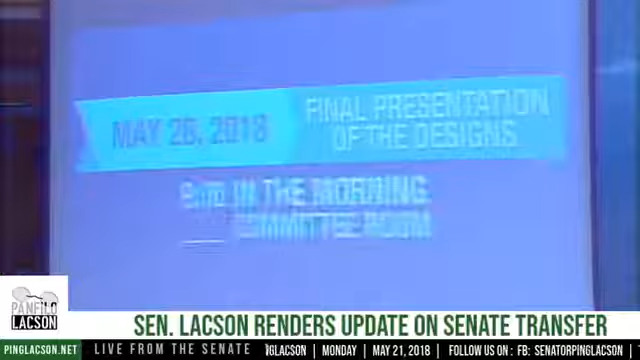 MAY 28, 2018
FINAL PRESENTATION
OF THE DESIGNS
IN THE MORNING
COMMITTEE ROOM
PANFILO
LACSON
SEN. LACSON RENDERS UPDATE ON SENATE TRANSFER
PINGLACSON.NET
LIVE FROM THE SENATE
GLACSON | MONDAY | MAY 21, 2018 | FOLLOW US ON : FB: SENATORPINGLACSON |